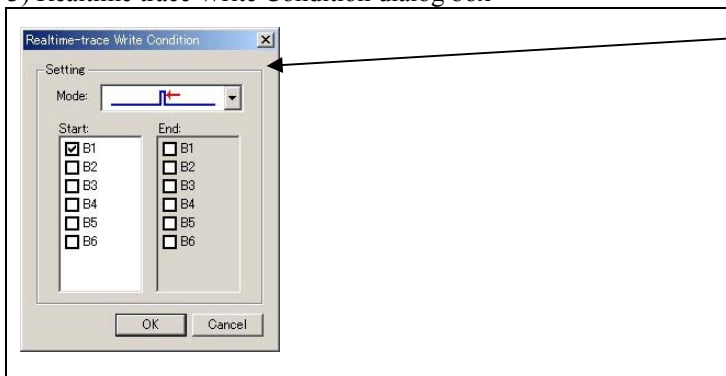 3) Realtime trace Write Condition dialog box
Realtime-trace Write Condition
Setting
Mode:
Start: End:
B1 B1
B2 B2
B3 B3
B4 B4
B5 B5
B6 B6
OK Cancel